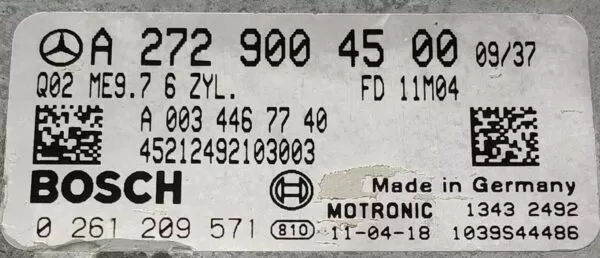 A 272 900 45 00 09/37
Q02 ME9.7 6 ZYL. FD 11M04
A 003 446 77 40
45212492103003
BOSCH Made in Germany
MOTRONIC 1343 2492
0 261 209 571 810 11-04-18 1039S44486